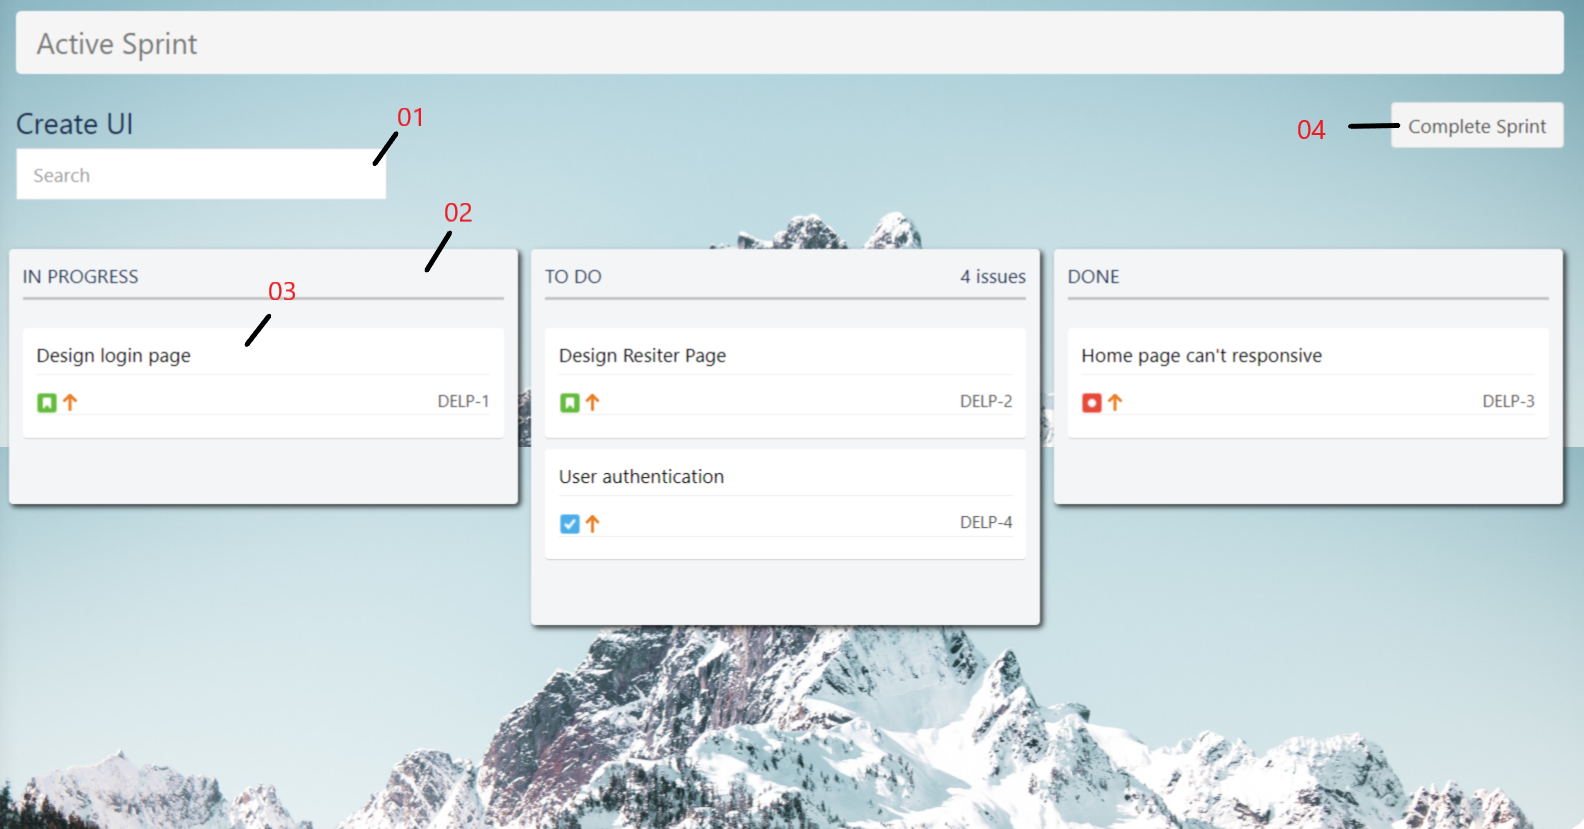 Active Sprint
Create UI
01
04
Complete Sprint
Search
02
IN PROGRESS
03
Design login page
DELP-1
TO DO
4 issues
Design Resiter Page
DELP-2
User authentication
DELP-4
DONE
Home page can't responsive
DELP-3